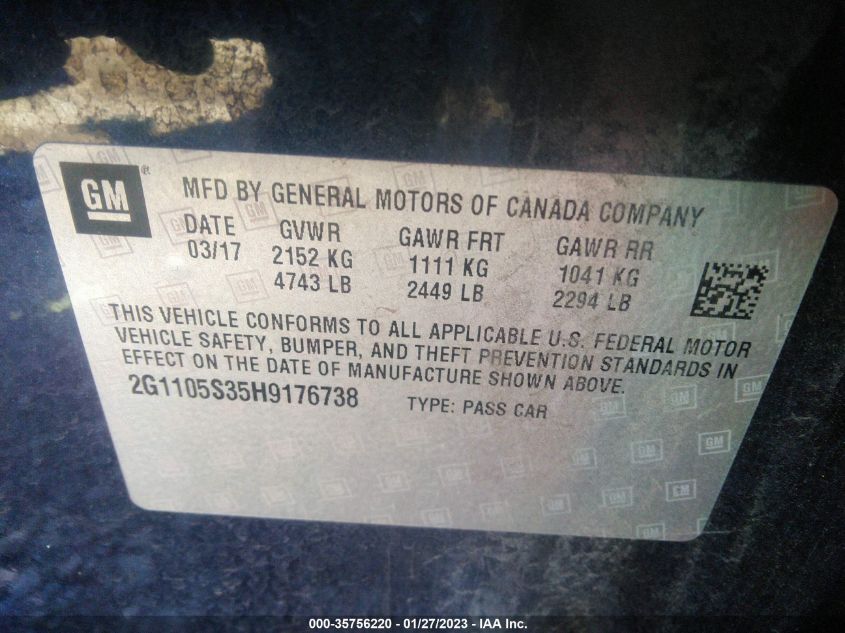 GM ® MFD BY GENERAL MOTORS OF CANADA COMPANY
DATE GVWR GAWR FRT GAWR RR
03/17 2152 KG 1111 KG 1041 KG
4743 LB 2449 LB 2294 LB
THIS VEHICLE CONFORMS TO ALL APPLICABLE U.S. FEDERAL MOTOR
VEHICLE SAFETY, BUMPER, AND THEFT PREVENTION STANDARDS IN
EFFECT ON THE DATE OF MANUFACTURE SHOWN ABOVE.
2G1105S35H9176738 TYPE: PASS CAR
000-35756220 - 01/27/2023 - IAA Inc.